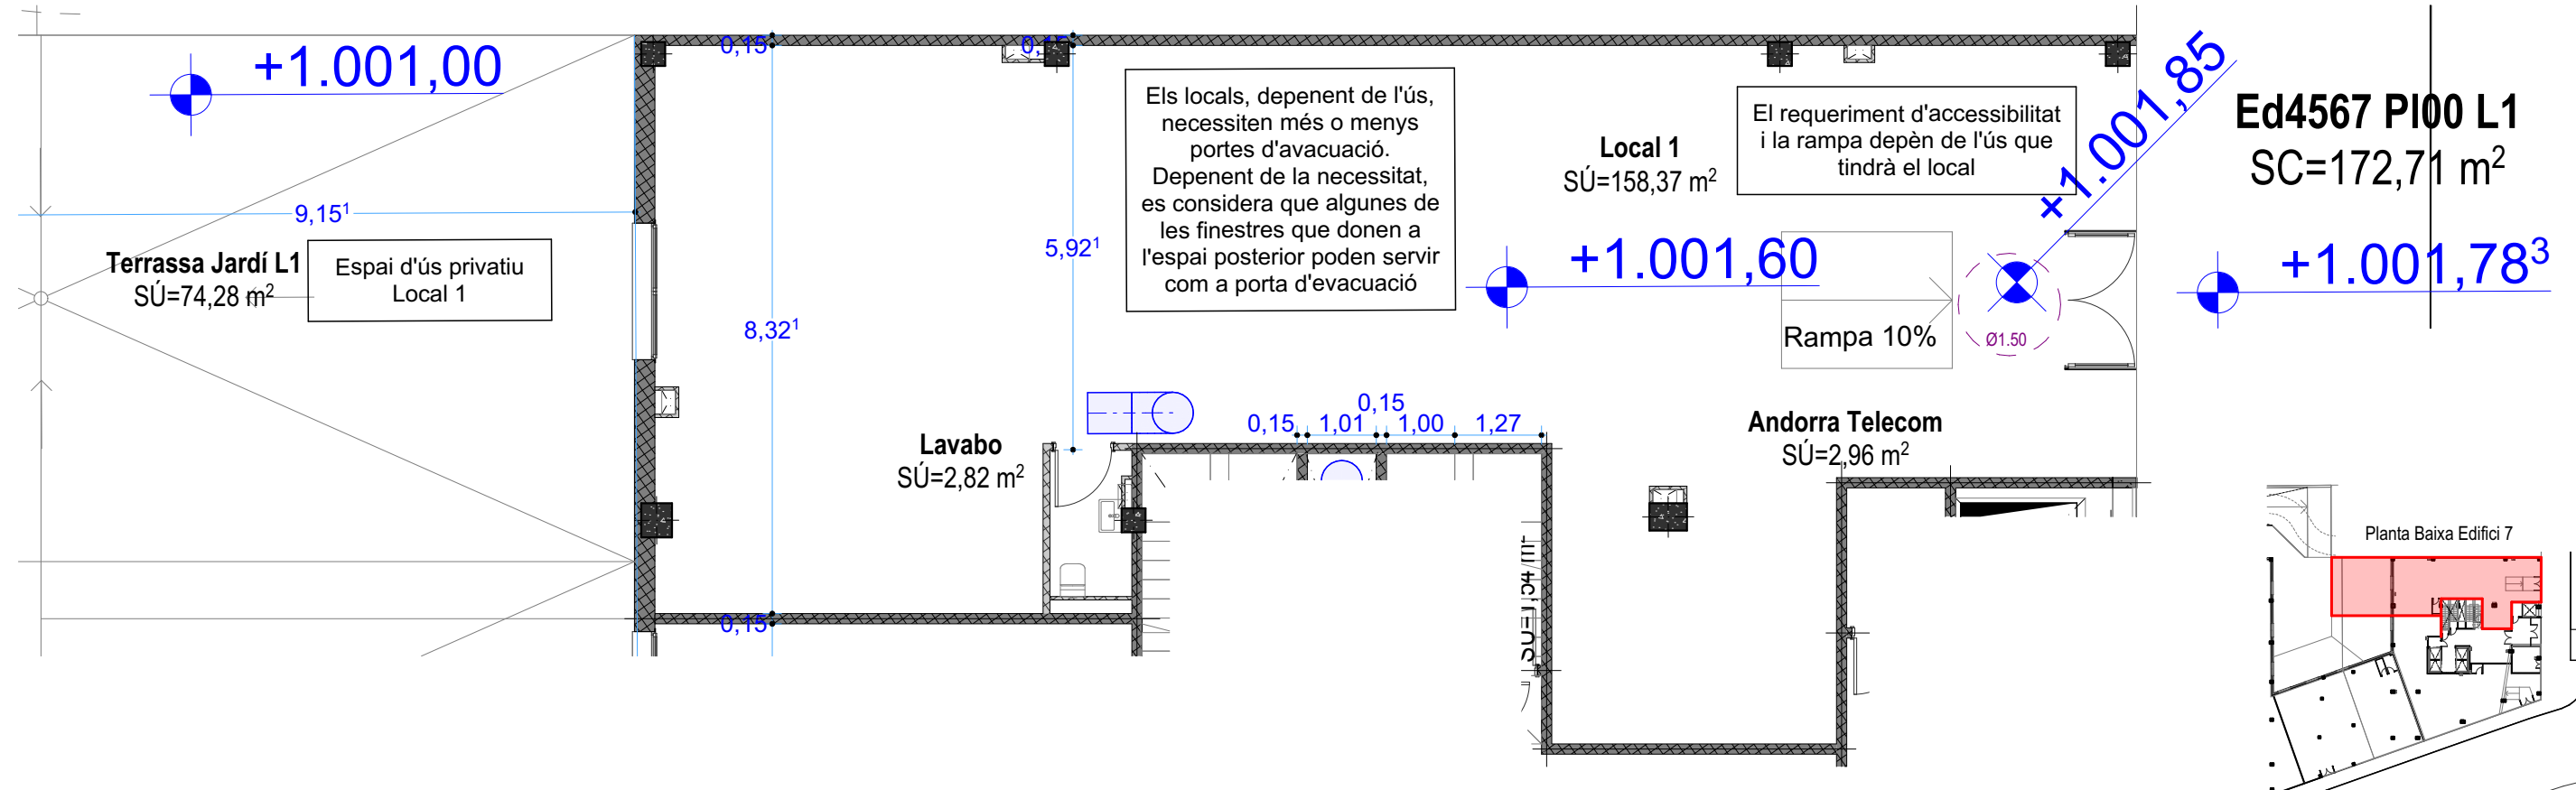 +1.001,00
0,15
0,15
Els locals, depenent de l'ús,
necessiten més o menys
portes d'avacuació.
Depenent de la necessitat,
es considera que algunes de
les finestres que donen a
l'espai posterior poden servir
com a porta d'evacuació
Local 1
SÚ=158,37 m²
El requeriment d'accessibilitat
i la rampa depèn de l'ús que
tindrà el local
+1.001,85
Ed4567 Pl00 L1
SC=172,71 m²
9,15¹
Terrassa Jardí L1
SÚ=74,28 m²
Espai d'ús privatiu
Local 1
8,32¹
5,92¹
+1.001,60
Rampa 10%
Ø1.50
+1.001,78³
0,15
1,01
0,15
1,00
1,27
Lavabo
SÚ=2,82 m²
Andorra Telecom
SÚ=2,96 m²
0,15
Planta Baixa Edifici 7